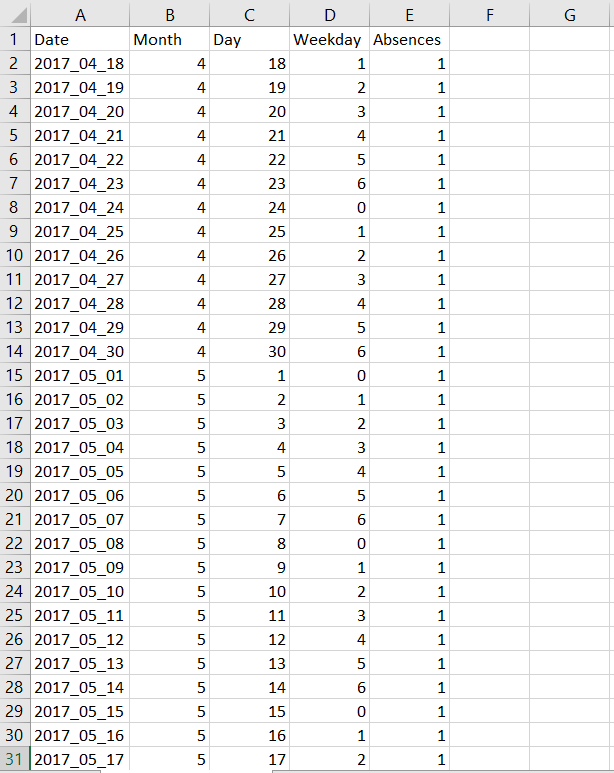 A B C D E F G
1 Date Month Day Weekday Absences
2 2017_04_18 4 18 1 1
3 2017_04_19 4 19 2 1
4 2017_04_20 4 20 3 1
5 2017_04_21 4 21 4 1
6 2017_04_22 4 22 5 1
7 2017_04_23 4 23 6 1
8 2017_04_24 4 24 0 1
9 2017_04_25 4 25 1 1
10 2017_04_26 4 26 2 1
11 2017_04_27 4 27 3 1
12 2017_04_28 4 28 4 1
13 2017_04_29 4 29 5 1
14 2017_04_30 4 30 6 1
15 2017_05_01 5 1 0 1
16 2017_05_02 5 2 1 1
17 2017_05_03 5 3 2 1
18 2017_05_04 5 4 3 1
19 2017_05_05 5 5 4 1
20 2017_05_06 5 6 5 1
21 2017_05_07 5 7 6 1
22 2017_05_08 5 8 0 1
23 2017_05_09 5 9 1 1
24 2017_05_10 5 10 2 1
25 2017_05_11 5 11 3 1
26 2017_05_12 5 12 4 1
27 2017_05_13 5 13 5 1
28 2017_05_14 5 14 6 1
29 2017_05_15 5 15 0 1
30 2017_05_16 5 16 1 1
31 2017_05_17 5 17 2 1